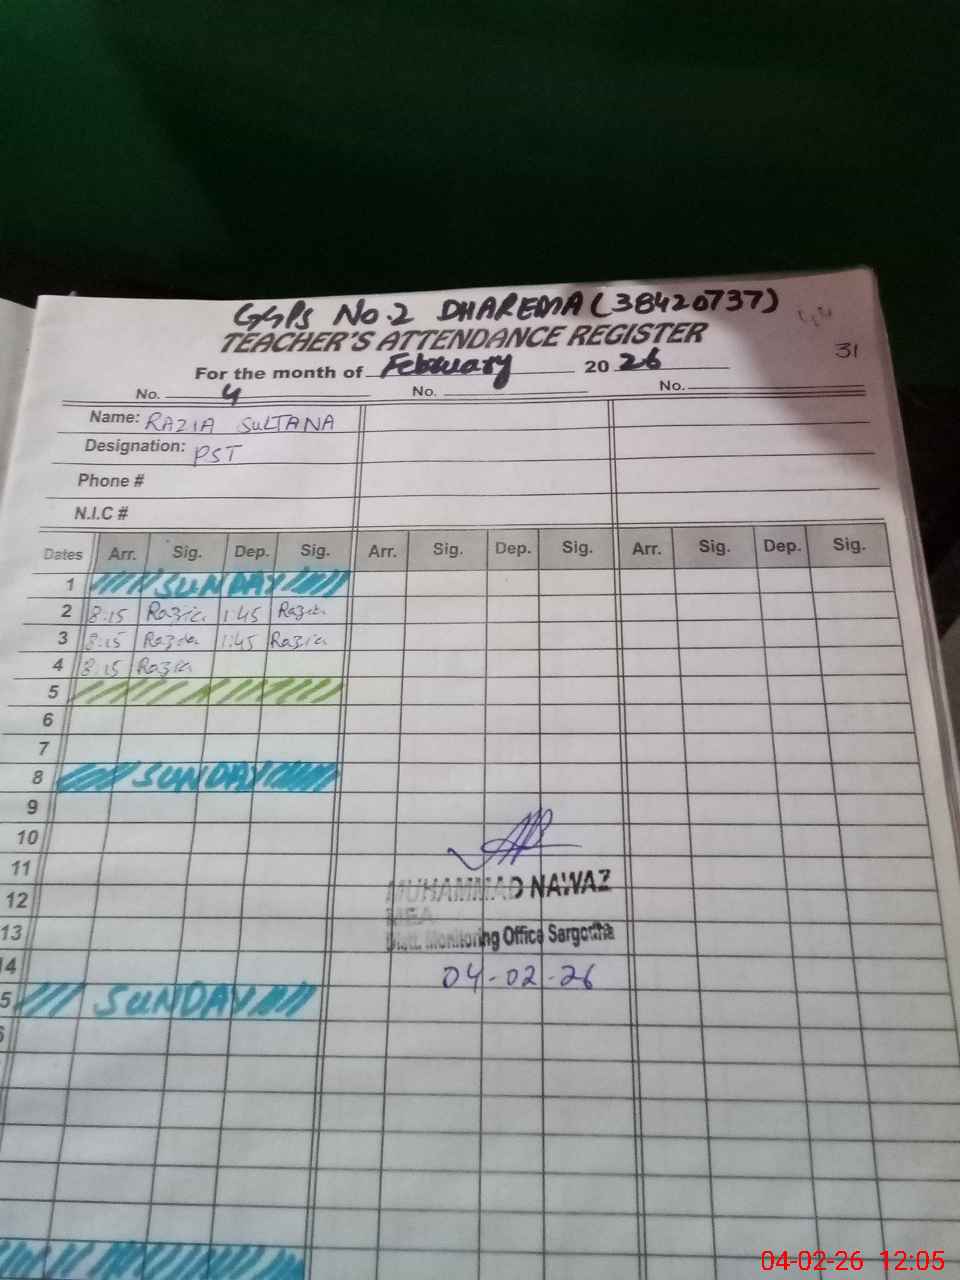 GGPS No.2 DHAREMA (38420737)
TEACHER'S ATTENDANCE REGISTER
31
For the month of February 2026
No. 4 No. No.
Name: RAZIA SULTANA
Designation: PST
Phone #
N.I.C #
Dates Arr. Sig. Dep. Sig. Arr. Sig. Dep. Sig. Arr. Sig. Dep. Sig.
1 SUNDAY
2 8:15 Razia 1:45 Razia
3 8:15 Razia 1:45 Razia
4 8:15 Razia
5
6
7
8 SUNDAY
9
10
11
12
13
14
15 SUNDAY
MUHAMMAD NAWAZ
MEA
Distt. Monitoring Office Sargodha
04-02-26
04-02-26 12:05